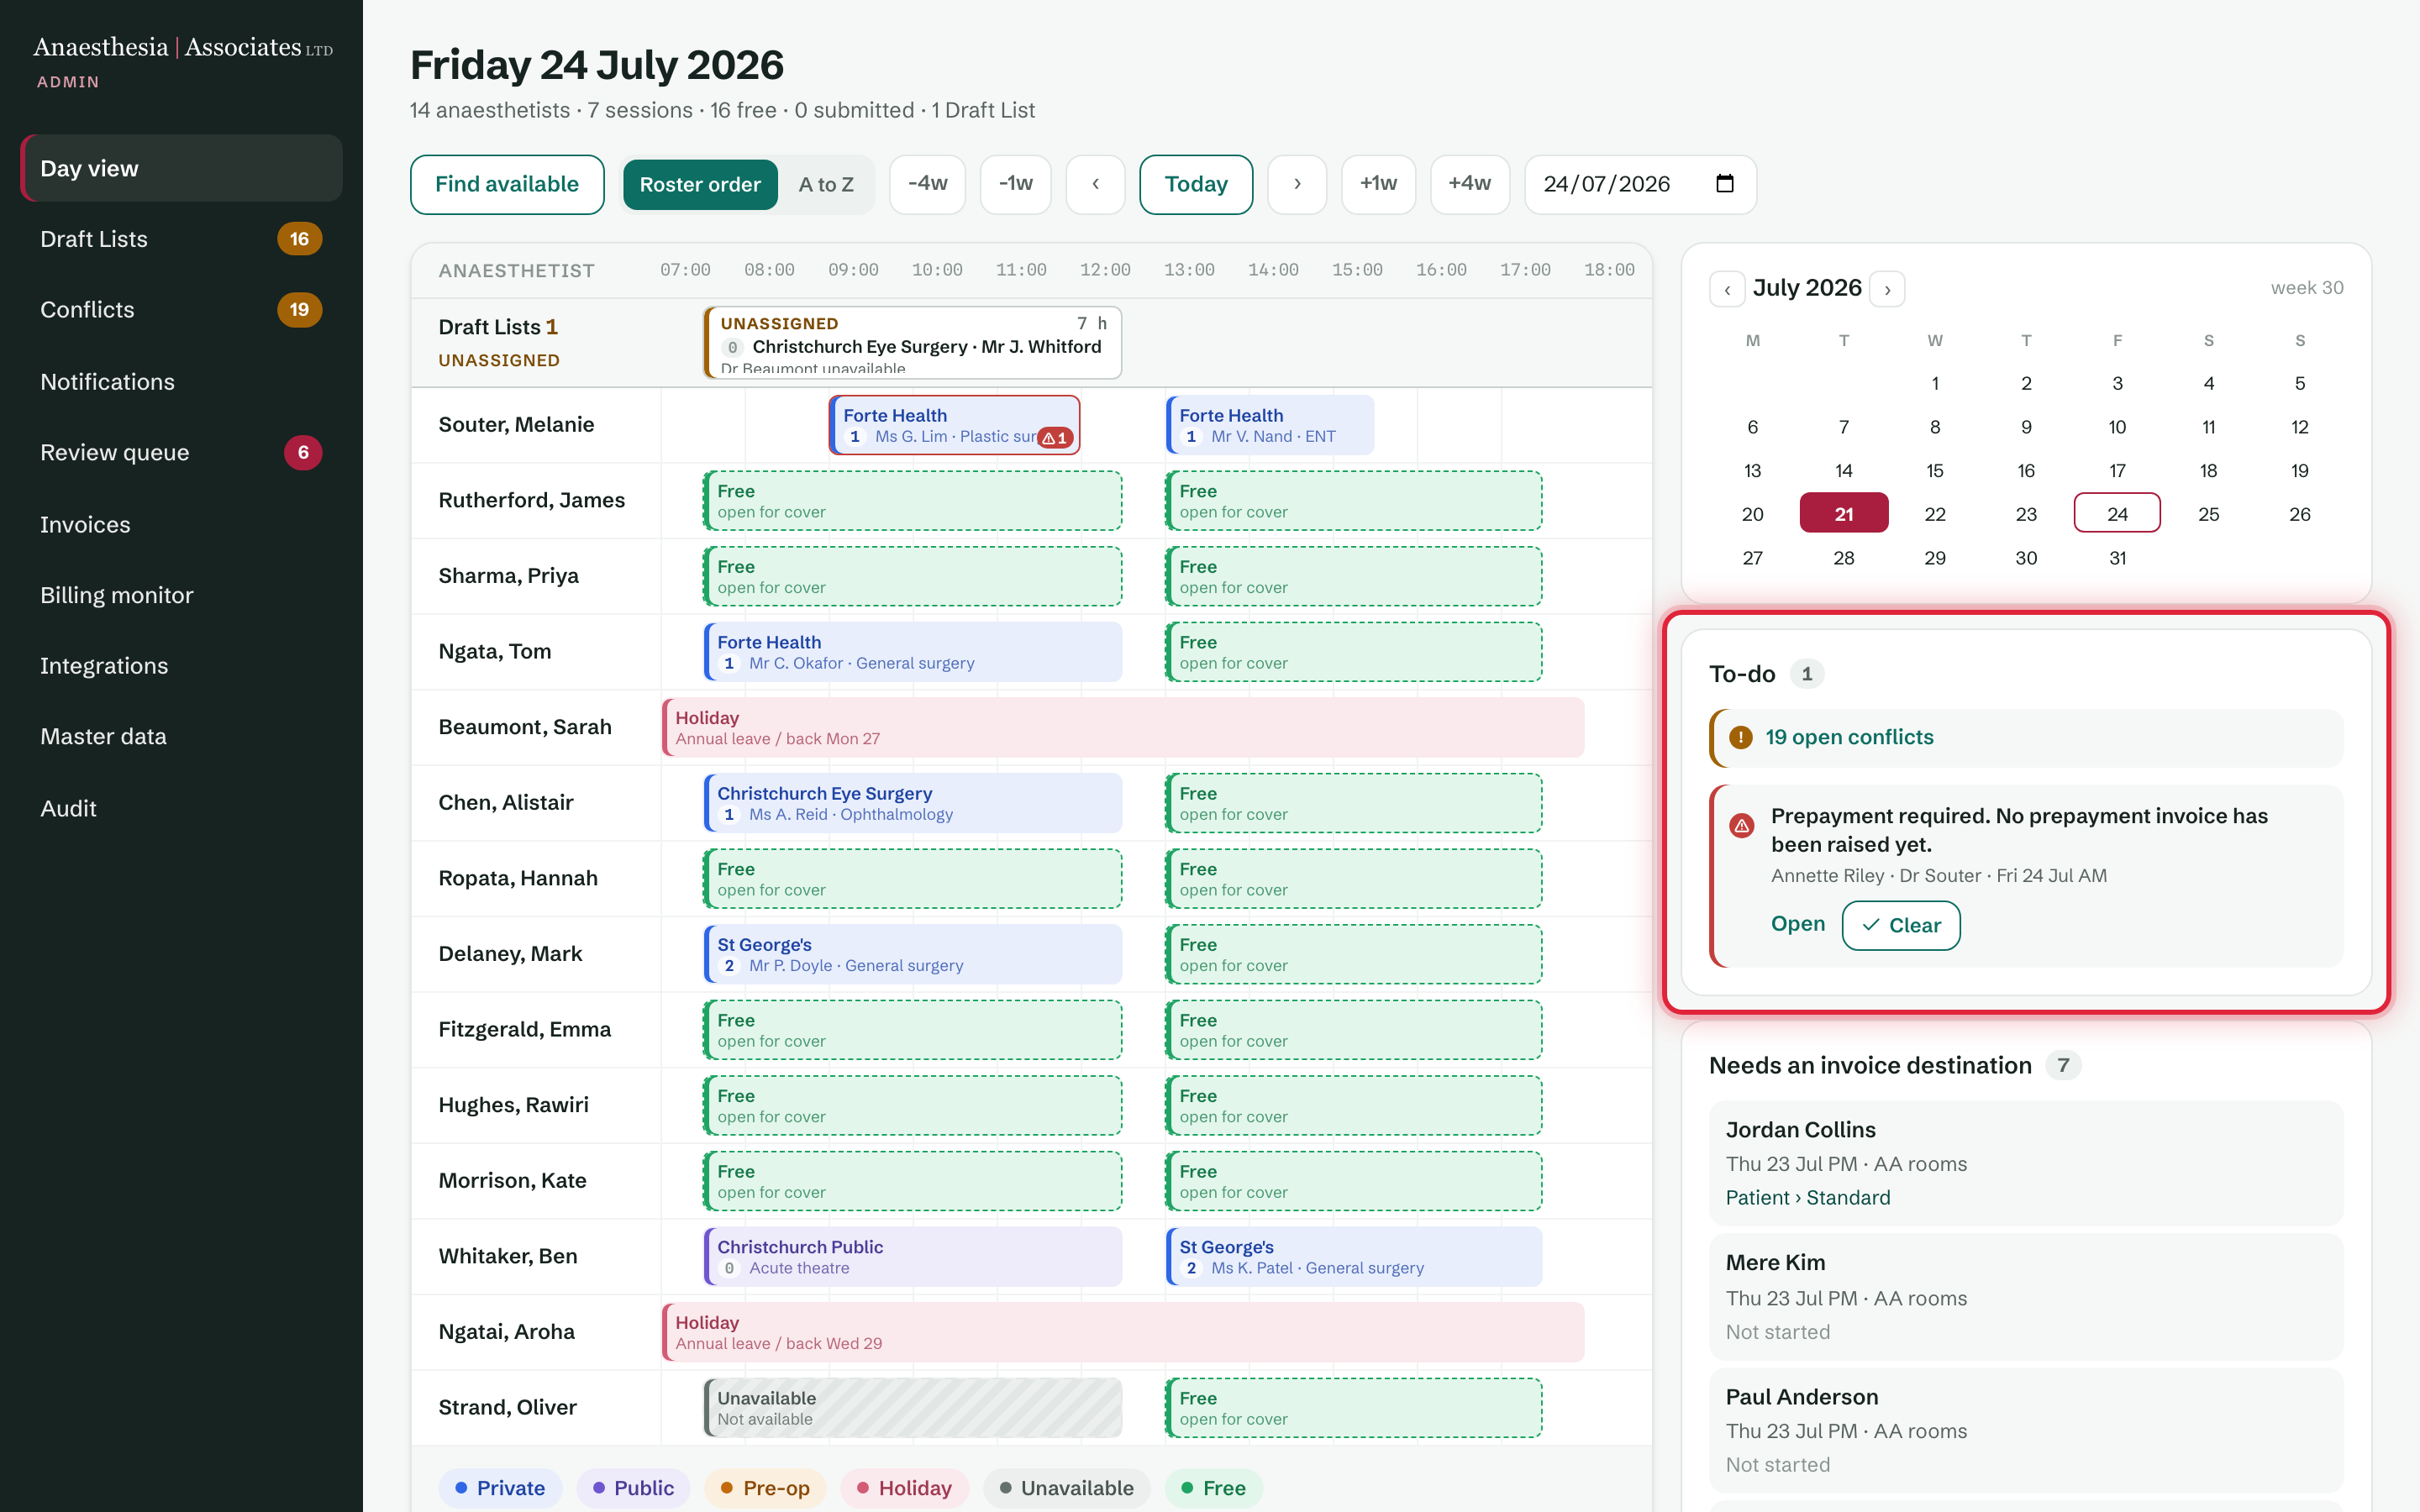 Anaesthesia | Associates LTD
ADMIN
Day view
Draft Lists 16
Conflicts 19
Notifications
Review queue 6
Invoices
Billing monitor
Integrations
Master data
Audit
Friday 24 July 2026
14 anaesthetists · 7 sessions · 16 free · 0 submitted · 1 Draft List
Find available
Roster order
A to Z
-4w
-1w
‹
Today
›
+1w
+4w
24/07/2026
ANAESTHETIST 07:00 08:00 09:00 10:00 11:00 12:00 13:00 14:00 15:00 16:00 17:00 18:00
Draft Lists 1
UNASSIGNED
UNASSIGNED 7 h
0 Christchurch Eye Surgery · Mr J. Whitford
Dr Beaumont unavailable
Souter, Melanie
Forte Health
1 Ms G. Lim · Plastic sur
1
Forte Health
1 Mr V. Nand · ENT
Rutherford, James
Free
open for cover
Free
open for cover
Sharma, Priya
Free
open for cover
Free
open for cover
Ngata, Tom
Forte Health
1 Mr C. Okafor · General surgery
Free
open for cover
Beaumont, Sarah
Holiday
Annual leave / back Mon 27
Chen, Alistair
Christchurch Eye Surgery
1 Ms A. Reid · Ophthalmology
Free
open for cover
Ropata, Hannah
Free
open for cover
Free
open for cover
Delaney, Mark
St George's
2 Mr P. Doyle · General surgery
Free
open for cover
Fitzgerald, Emma
Free
open for cover
Free
open for cover
Hughes, Rawiri
Free
open for cover
Free
open for cover
Morrison, Kate
Free
open for cover
Free
open for cover
Whitaker, Ben
Christchurch Public
0 Acute theatre
St George's
2 Ms K. Patel · General surgery
Ngatai, Aroha
Holiday
Annual leave / back Wed 29
Strand, Oliver
Unavailable
Not available
Free
open for cover
Private
Public
Pre-op
Holiday
Unavailable
Free
‹ July 2026 › week 30
M T W T F S S
1 2 3 4 5
6 7 8 9 10 11 12
13 14 15 16 17 18 19
20 21 22 23 24 25 26
27 28 29 30 31
To-do 1
19 open conflicts
Prepayment required. No prepayment invoice has
been raised yet.
Annette Riley · Dr Souter · Fri 24 Jul AM
Open
✓ Clear
Needs an invoice destination 7
Jordan Collins
Thu 23 Jul PM · AA rooms
Patient › Standard
Mere Kim
Thu 23 Jul PM · AA rooms
Not started
Paul Anderson
Thu 23 Jul PM · AA rooms
Not started